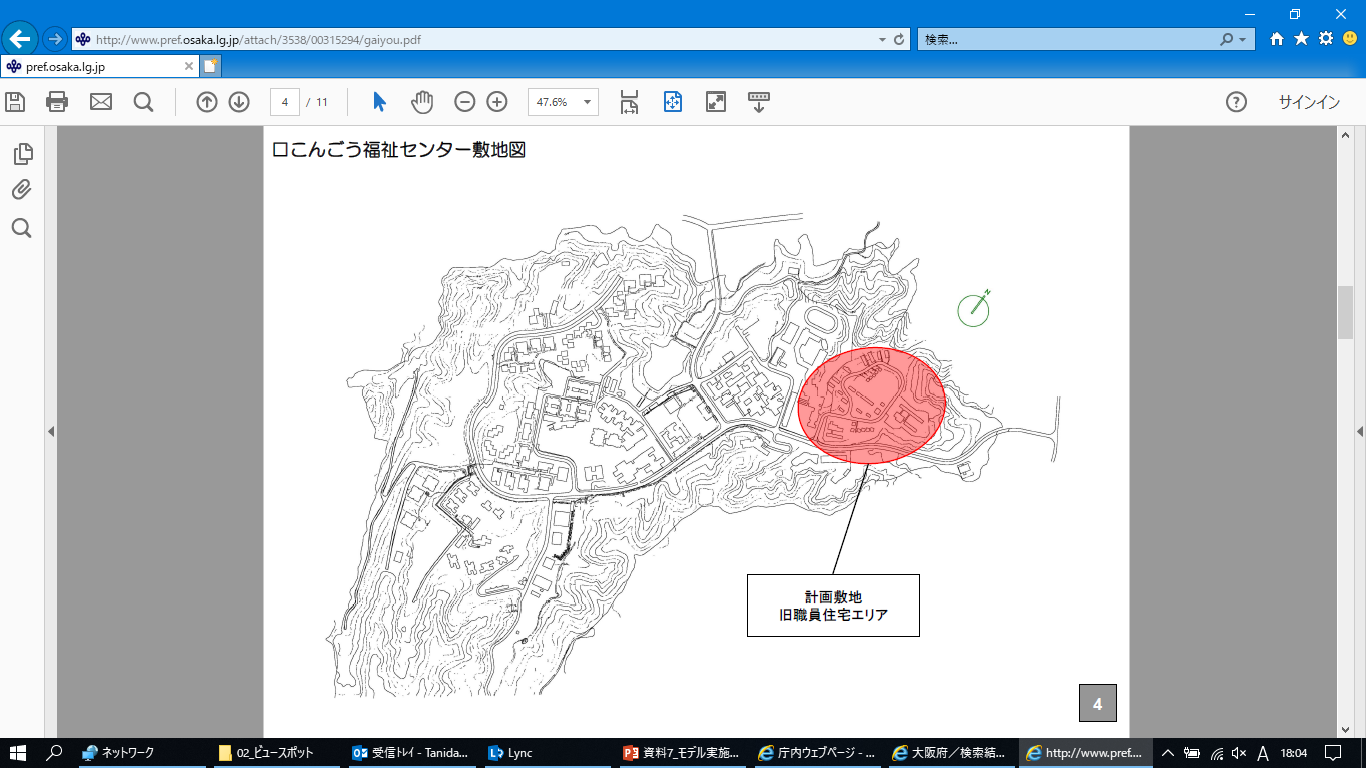 http://www.pref.osaka.lg.jp/attach/3538/00315294/gaiyou.pdf
検索...
pref.osaka.lg.jp
4 / 11
47.6%
サインイン
□こんごう福祉センター敷地図
N
計画敷地
旧職員住宅エリア
4
ネットワーク
02_ビュースポット
受信トレイ - Tanida...
Lync
資料7_モデル実施...
庁内ウェブページ - ...
大阪府／検索結...
http://www.pref....
A
18:04